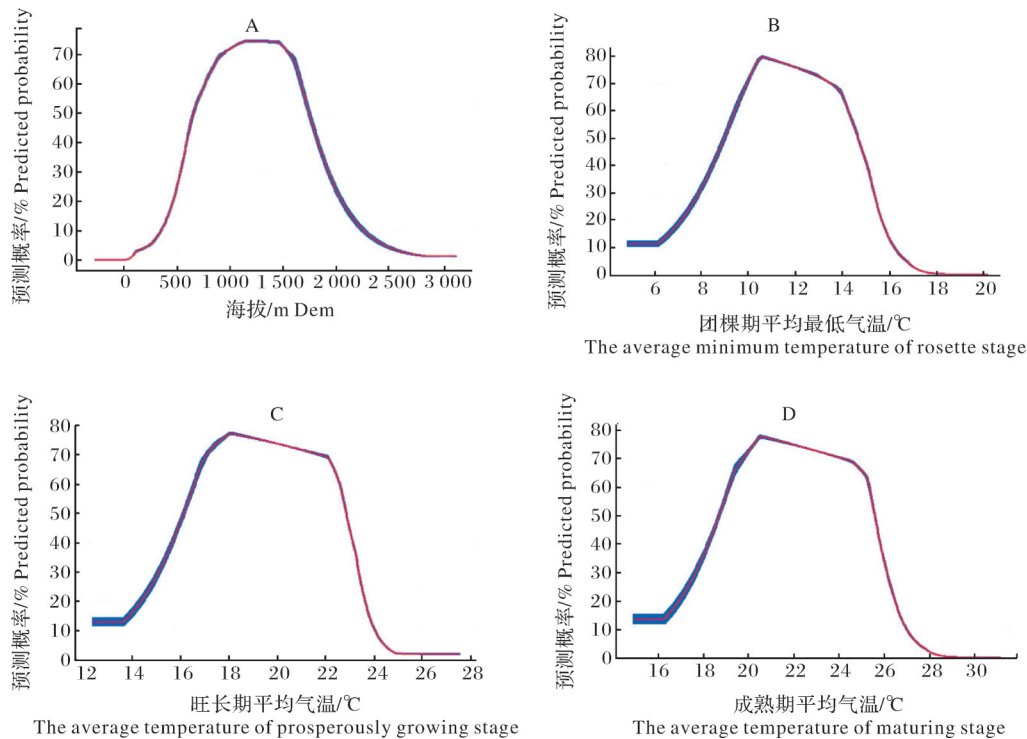 A
预测概率/% Predicted probability
70
60
50
40
30
20
10
0
0 500 1 000 1 500 2 000 2 500 3 000
海拔/m Dem
B
预测概率/% Predicted probability
80
70
60
50
40
30
20
10
0
6 8 10 12 14 16 18 20
团棵期平均最低气温/℃
The average minimum temperature of rosette stage
C
预测概率/% Predicted probability
80
70
60
50
40
30
20
10
0
12 14 16 18 20 22 24 26 28
旺长期平均气温/℃
The average temperature of prosperously growing stage
D
预测概率/% Predicted probability
80
70
60
50
40
30
20
10
0
16 18 20 22 24 26 28 30
成熟期平均气温/℃
The average temperature of maturing stage